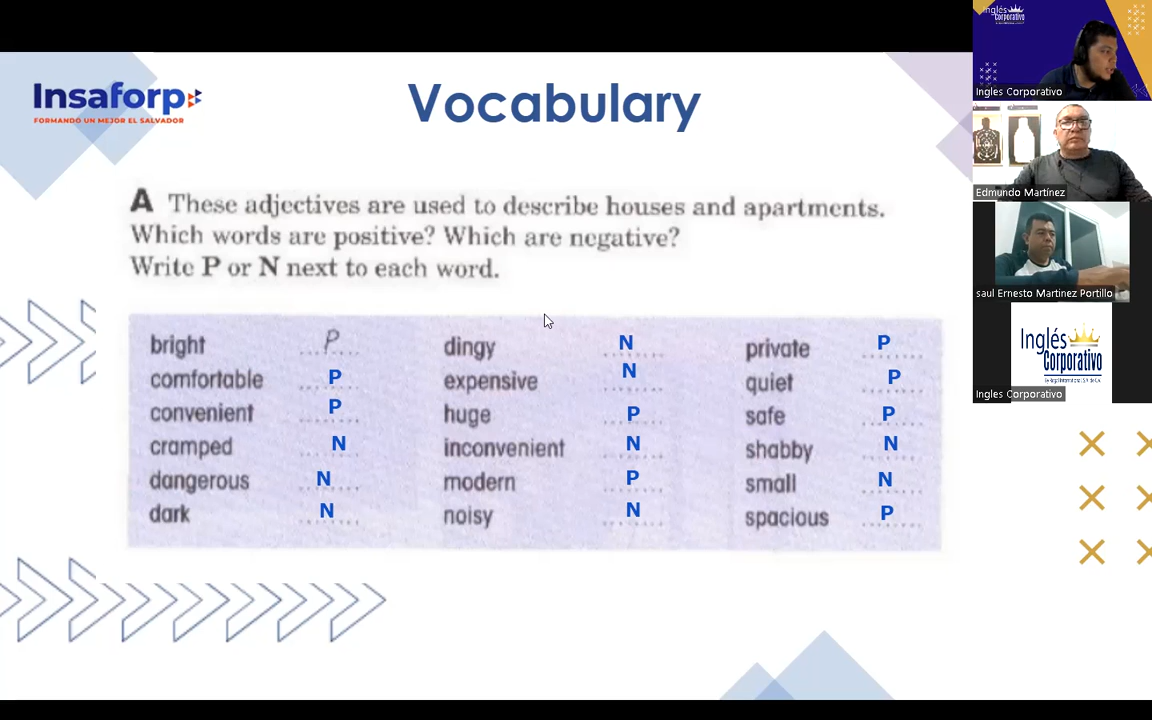 Insaforp
FORMANDO UN MEJOR EL SALVADOR
Vocabulary
A These adjectives are used to describe houses and apartments.
Which words are positive? Which are negative?
Write P or N next to each word.
bright P dingy N private P
comfortable P expensive N quiet P
convenient P huge P safe P
cramped N inconvenient N shabby N
dangerous N modern P small N
dark N noisy N spacious P
Inglés
Corporativo
Ingles Corporativo
Edmundo Martínez
saul Ernesto Martinez Portillo
Inglés
Corporativo
Ingles Corporativo